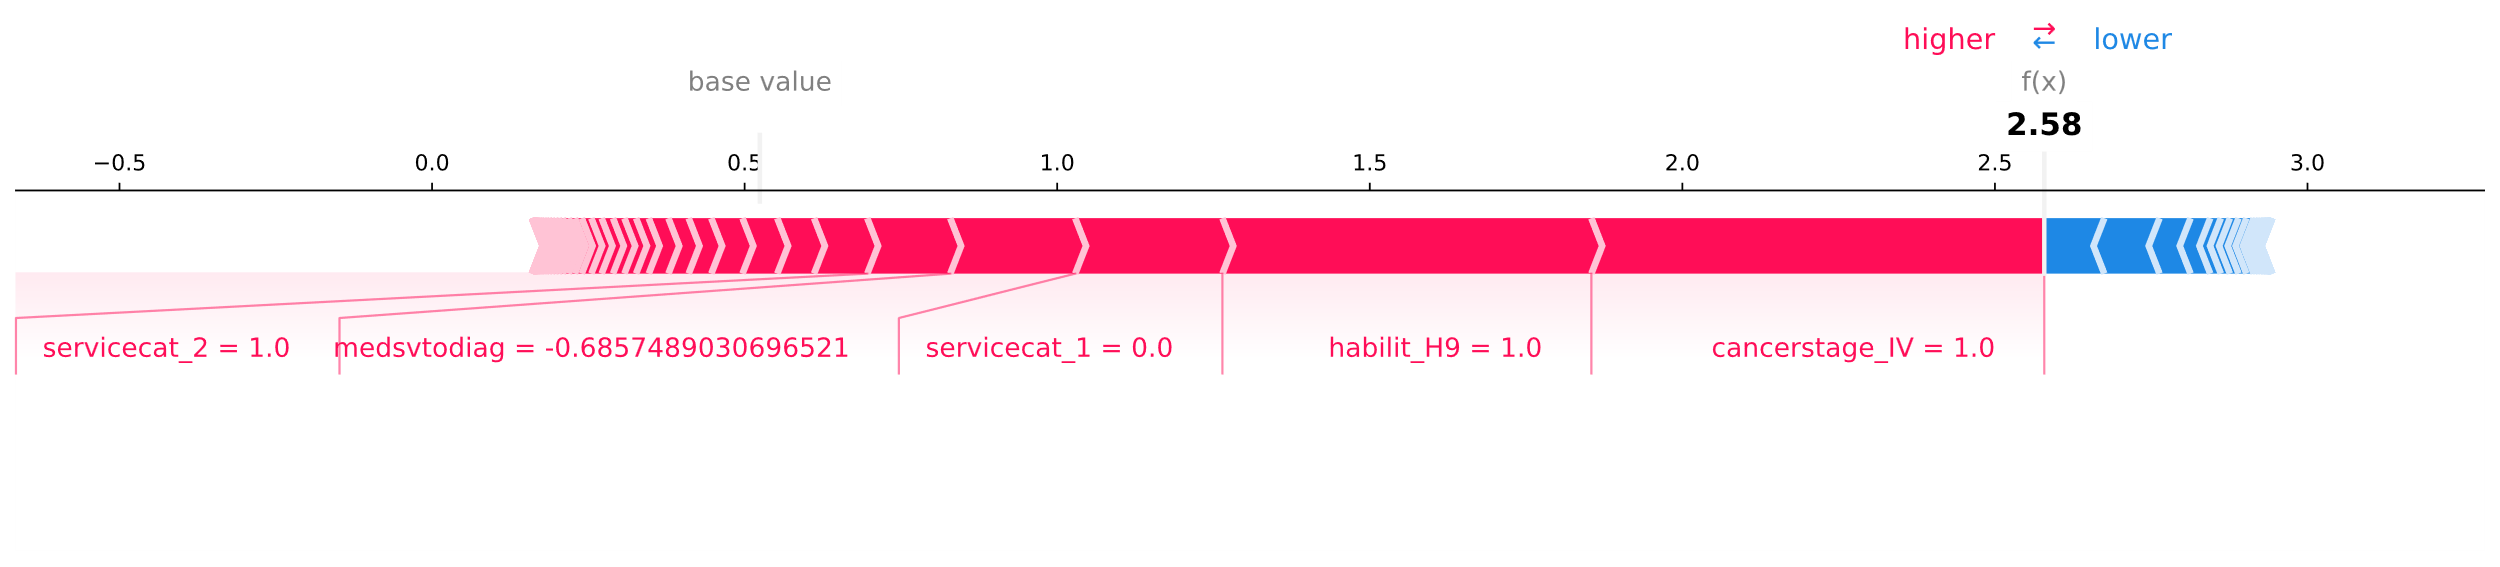 higher ⇄ lower
base value f(x)
2.58
−0.5 0.0 0.5 1.0 1.5 2.0 2.5 3.0
servicecat_2 = 1.0 medsvtodiag = -0.6857489030696521 servicecat_1 = 0.0 habilit_H9 = 1.0 cancerstage_IV = 1.0